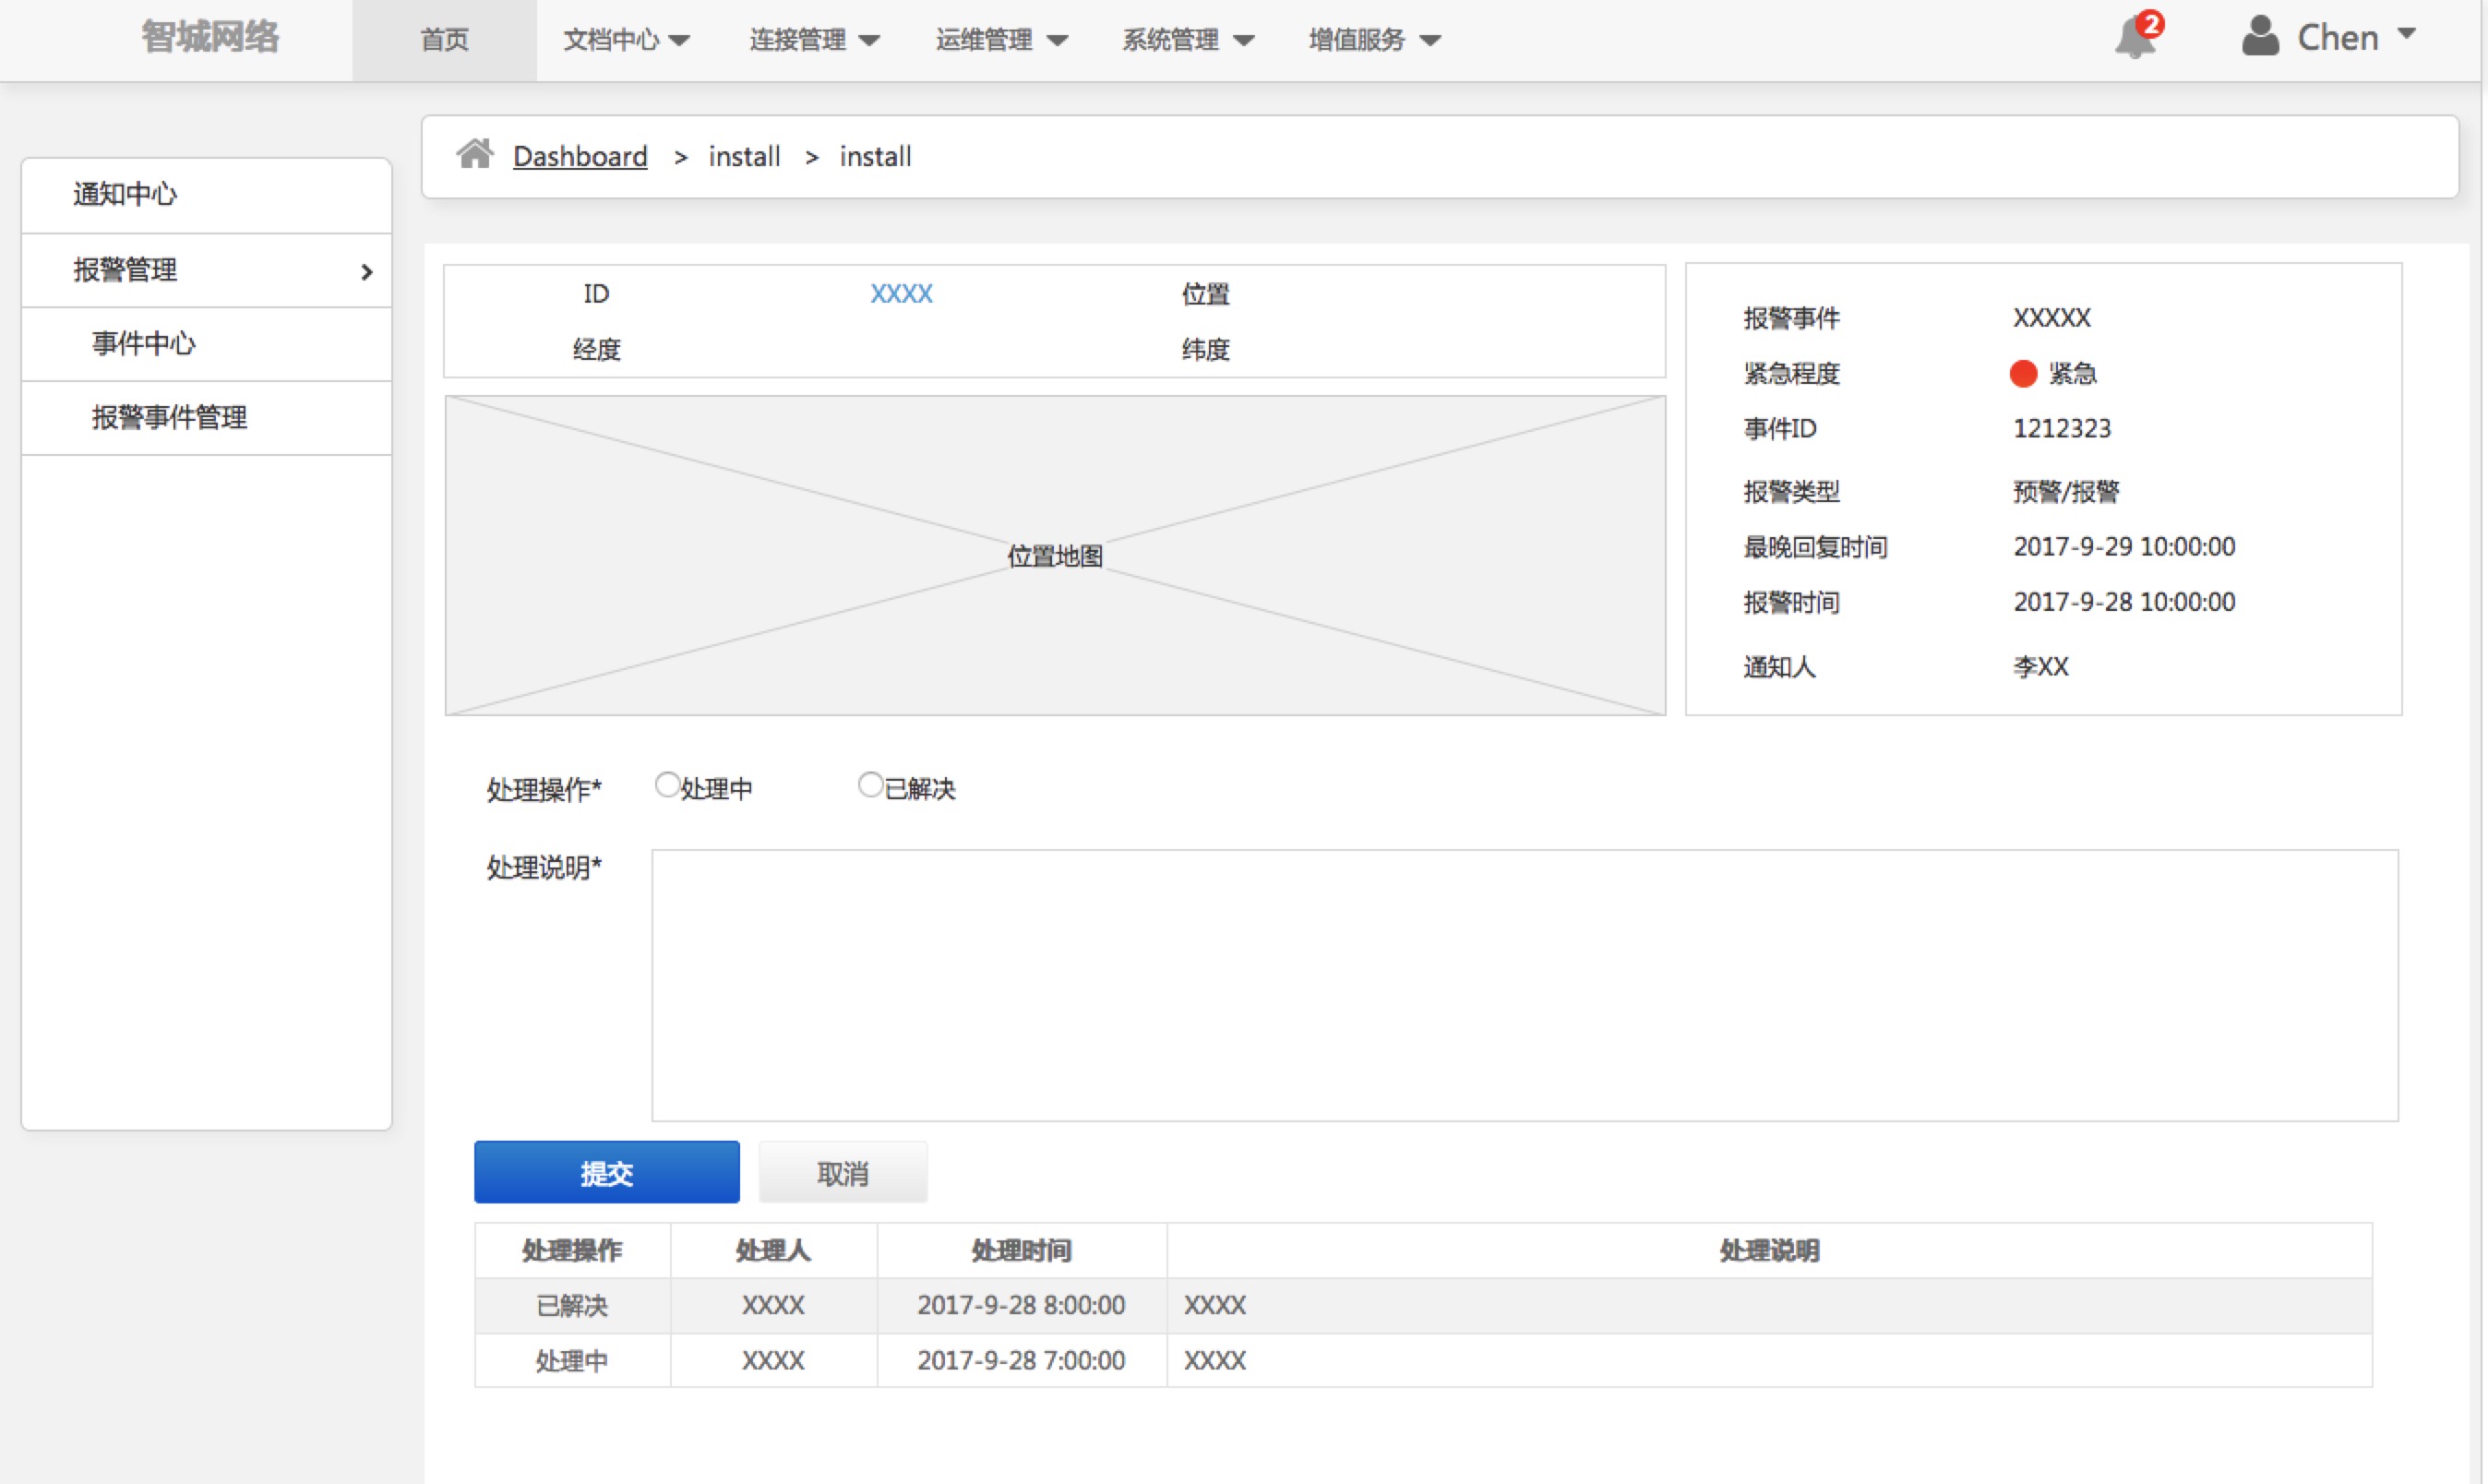 智城网络 首页 文档中心 连接管理 运维管理 系统管理 增值服务 2 Chen
Dashboard > install > install
通知中心
报警管理
事件中心
报警事件管理
ID XXXX 位置
经度 纬度
位置地图
报警事件 XXXXX
紧急程度 紧急
事件ID 1212323
报警类型 预警/报警
最晚回复时间 2017-9-29 10:00:00
报警时间 2017-9-28 10:00:00
通知人 李XX
处理操作* 处理中 已解决
处理说明*
提交 取消
处理操作 处理人 处理时间 处理说明
已解决 XXXX 2017-9-28 8:00:00 XXXX
处理中 XXXX 2017-9-28 7:00:00 XXXX